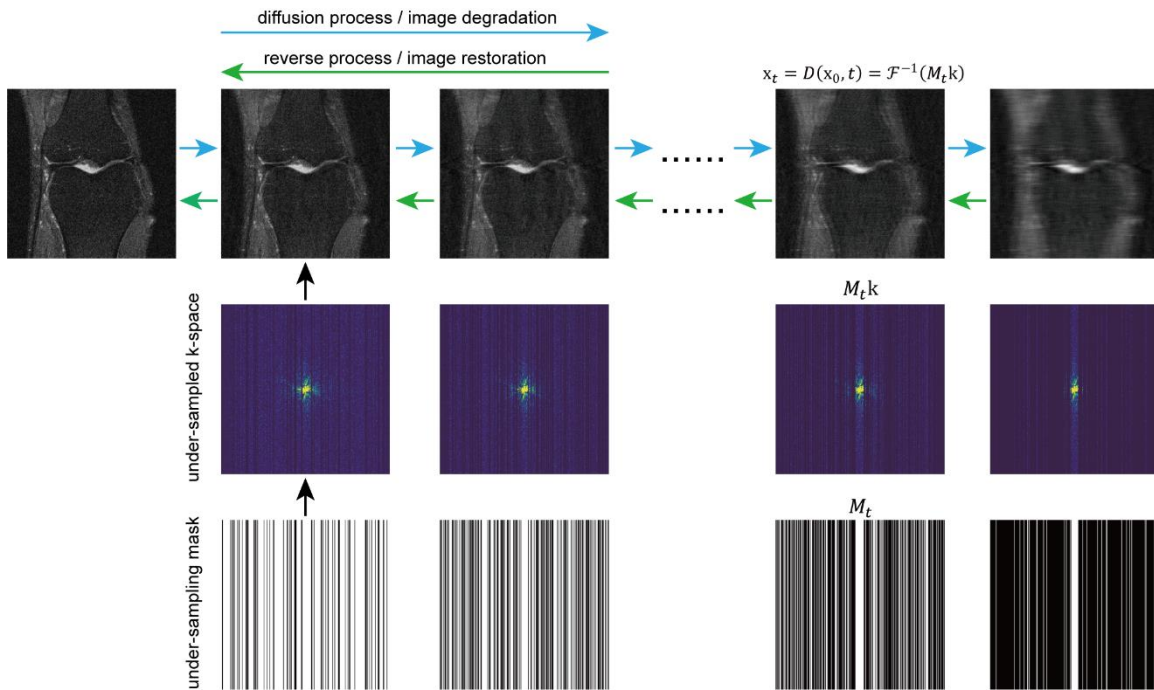 diffusion process / image degradation
reverse process / image restoration
x_t = D(x_0, t) = ℱ^{-1}(M_t k)
......
......
under-sampled k-space
M_t k
under-sampling mask
M_t